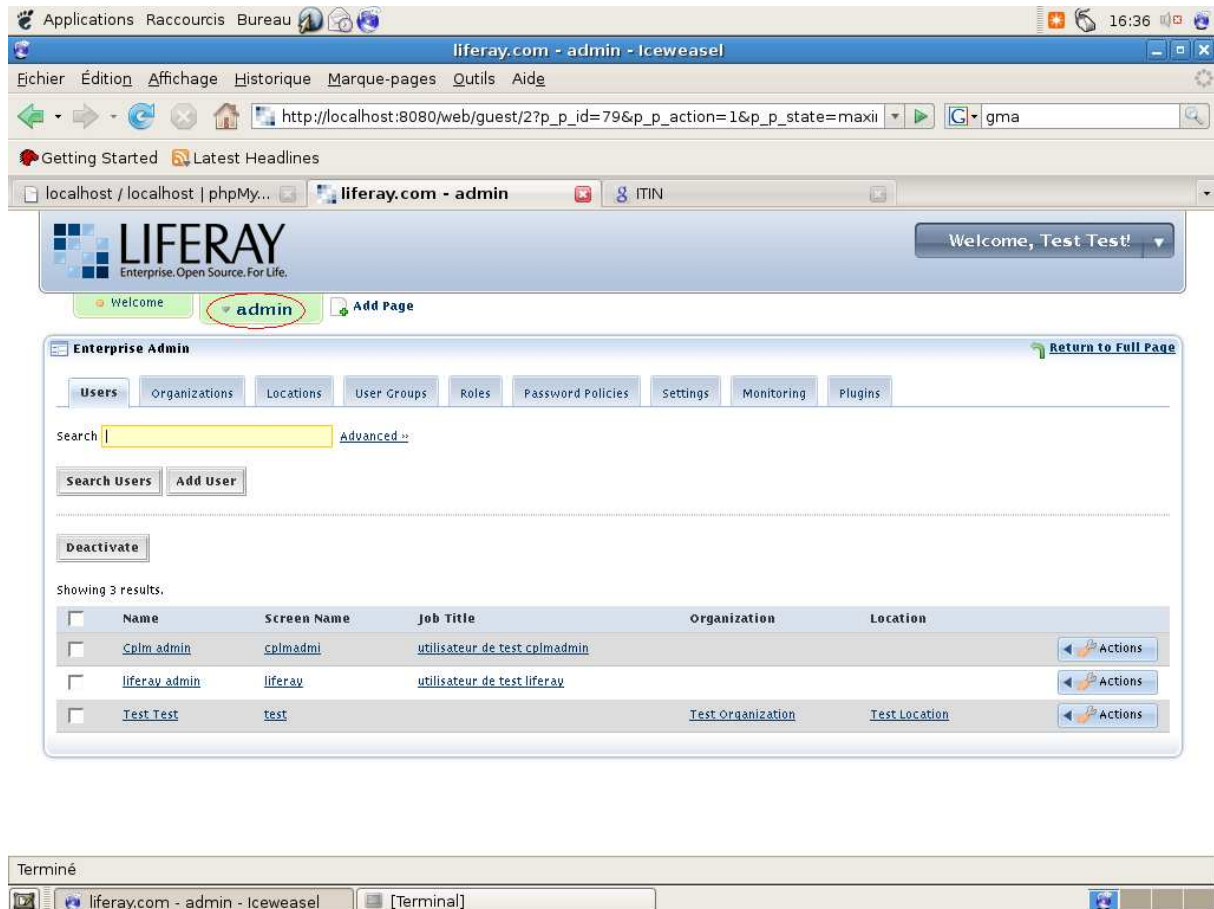 Applications Raccourcis Bureau 16:36
liferay.com - admin - Iceweasel
Fichier Édition Affichage Historique Marque-pages Outils Aide
http://localhost:8080/web/guest/2?p_p_id=79&p_p_action=1&p_p_state=maxii G gma
Getting Started Latest Headlines
localhost / localhost | phpMy... liferay.com - admin g ITIN
LIFERAY
Enterprise. Open Source. For Life.
Welcome, Test Test!
Welcome admin Add Page
Enterprise Admin Return to Full Page
Users Organizations Locations User Groups Roles Password Policies Settings Monitoring Plugins
Search Advanced »
Search Users Add User
Deactivate
Showing 3 results.
Name Screen Name Job Title Organization Location
Cplm admin cplmadmi utilisateur de test cplmadmin Actions
liferay admin liferay utilisateur de test liferay Actions
Test Test test Test Organization Test Location Actions
Terminé
liferay.com - admin - Iceweasel [Terminal]